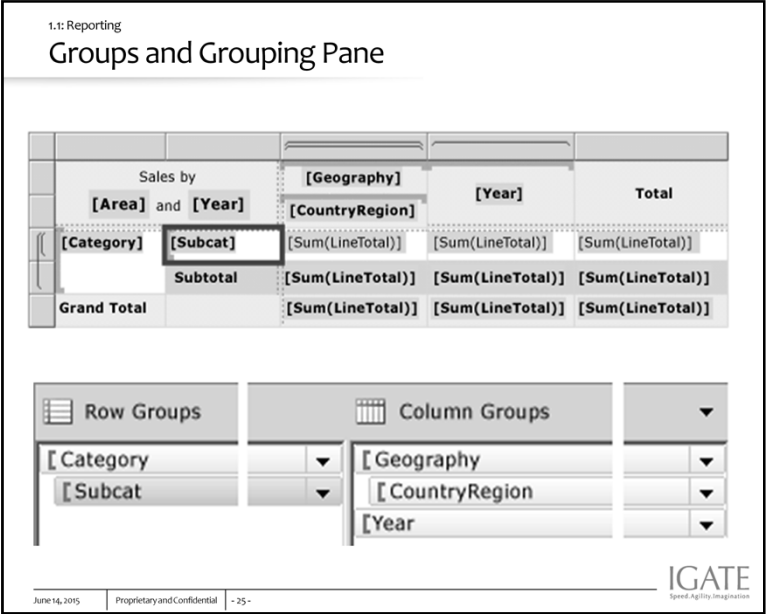 1.1: Reporting
Groups and Grouping Pane
Sales by
[Area] and [Year]
[Geography]
[CountryRegion]
[Year]
Total
[Category] [Subcat] [Sum(LineTotal)] [Sum(LineTotal)] [Sum(LineTotal)]
Subtotal [Sum(LineTotal)] [Sum(LineTotal)] [Sum(LineTotal)]
Grand Total [Sum(LineTotal)] [Sum(LineTotal)] [Sum(LineTotal)]
Row Groups Column Groups
[Category [Geography
[Subcat [CountryRegion
[Year
June 14, 2015 Proprietary and Confidential - 25 -
IGATE
Speed.Agility.Imagination